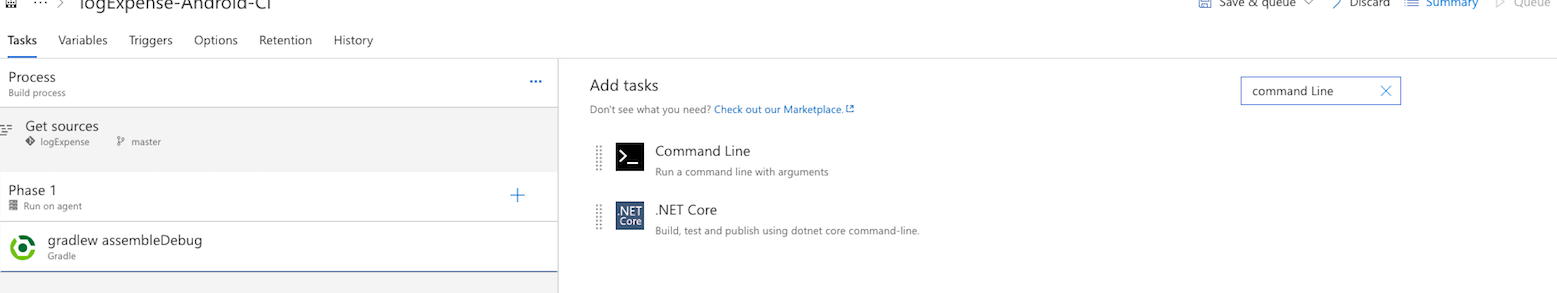 ... > logExpense-Android-CI
Save & queue
Discard
Summary
Queue
Tasks Variables Triggers Options Retention History
Process
Build process
...
Get sources
logExpense master
Phase 1
Run on agent
gradlew assembleDebug
Gradle
Add tasks
command Line
Don't see what you need? Check out our Marketplace.
Command Line
Run a command line with arguments
.NET Core
.NET Core
Build, test and publish using dotnet core command-line.